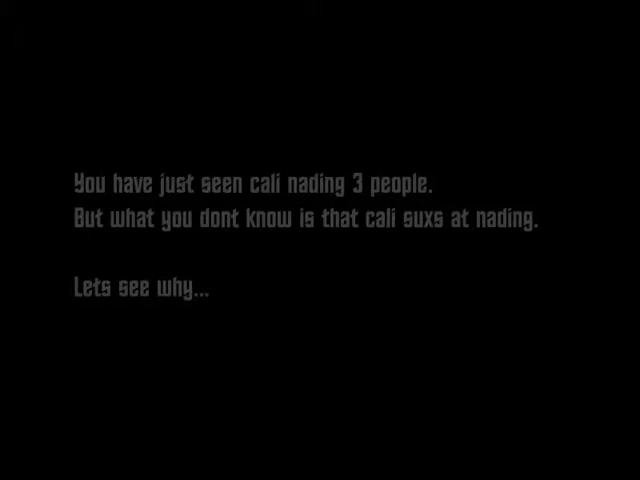 You have just seen cali nading 3 people.
But what you dont know is that cali suxs at nading.
Lets see why...